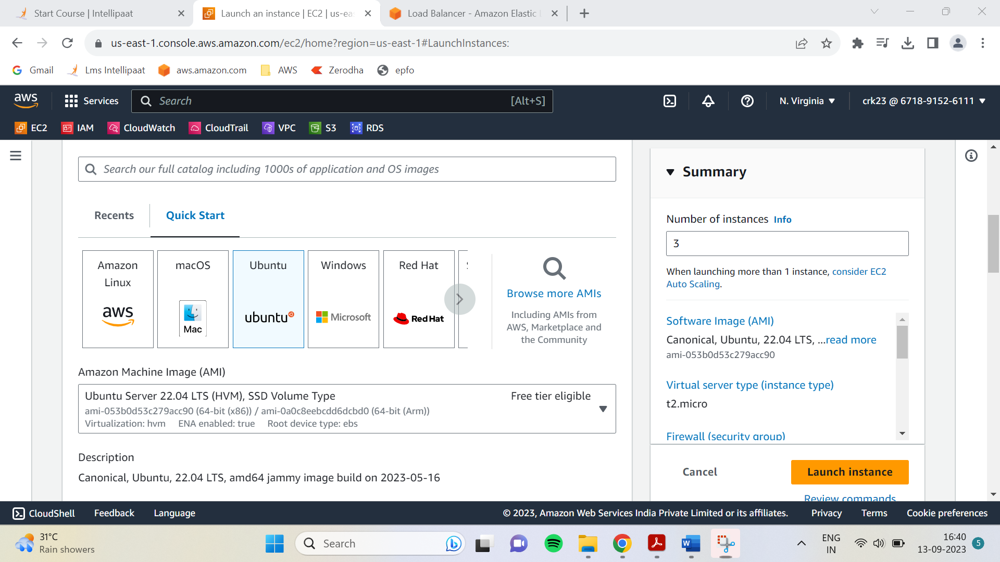 Start Course | Intellipaat
Launch an instance | EC2 | us-eas
Load Balancer - Amazon Elastic
us-east-1.console.aws.amazon.com/ec2/home?region=us-east-1#LaunchInstances:
Gmail
Lms Intellipaat
aws.amazon.com
AWS
Zerodha
epfo
aws
Services
Search
[Alt+S]
N. Virginia
crk23 @ 6718-9152-6111
EC2
IAM
CloudWatch
CloudTrail
VPC
S3
RDS
Search our full catalog including 1000s of application and OS images
Recents
Quick Start
Amazon
Linux
aws
macOS
Mac
Ubuntu
ubuntu
Windows
Microsoft
Red Hat
Red Hat
Browse more AMIs
Including AMIs from
AWS, Marketplace and
the Community
Amazon Machine Image (AMI)
Ubuntu Server 22.04 LTS (HVM), SSD Volume Type
Free tier eligible
ami-053b0d53c279acc90 (64-bit (x86)) / ami-0a0c8eebcdd6dcbd0 (64-bit (Arm))
Virtualization: hvm ENA enabled: true Root device type: ebs
Description
Canonical, Ubuntu, 22.04 LTS, amd64 jammy image build on 2023-05-16
Summary
Number of instances Info
3
When launching more than 1 instance, consider EC2
Auto Scaling.
Software Image (AMI)
Canonical, Ubuntu, 22.04 LTS, ...read more
ami-053b0d53c279acc90
Virtual server type (instance type)
t2.micro
Firewall (security group)
Cancel
Launch instance
Review commands
CloudShell
Feedback
Language
© 2023, Amazon Web Services India Private Limited or its affiliates.
Privacy
Terms
Cookie preferences
31°C
Rain showers
Search
ENG
IN
16:40
13-09-2023
5